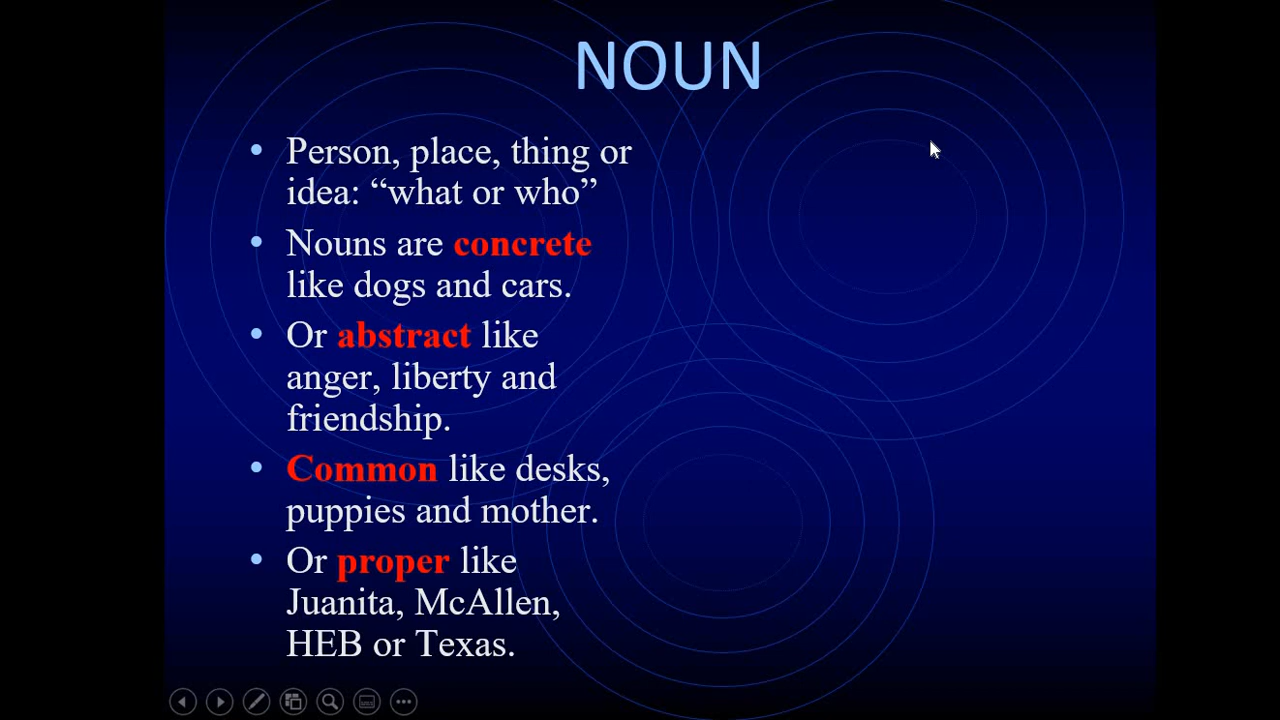 NOUN
• Person, place, thing or
idea: “what or who”
• Nouns are concrete
like dogs and cars.
• Or abstract like
anger, liberty and
friendship.
• Common like desks,
puppies and mother.
• Or proper like
Juanita, McAllen,
HEB or Texas.